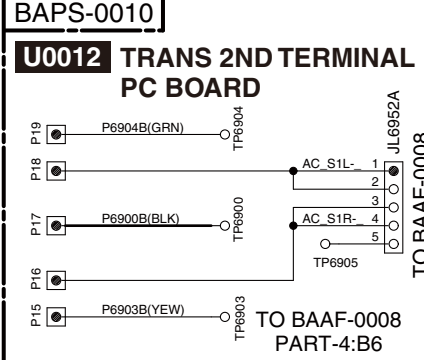 BAPS-0010
U0012 TRANS 2ND TERMINAL
PC BOARD
P19
P6904B(GRN)
TP6904
JL6952A
P18
AC_S1L-_ 1
2
3
P17
P6900B(BLK)
TP6900
AC_S1R-_ 4
5
TP6905
P16
P15
P6903B(YEW)
TP6903
TO BAAF-0008
TO BAAF-0008
PART-4:B6